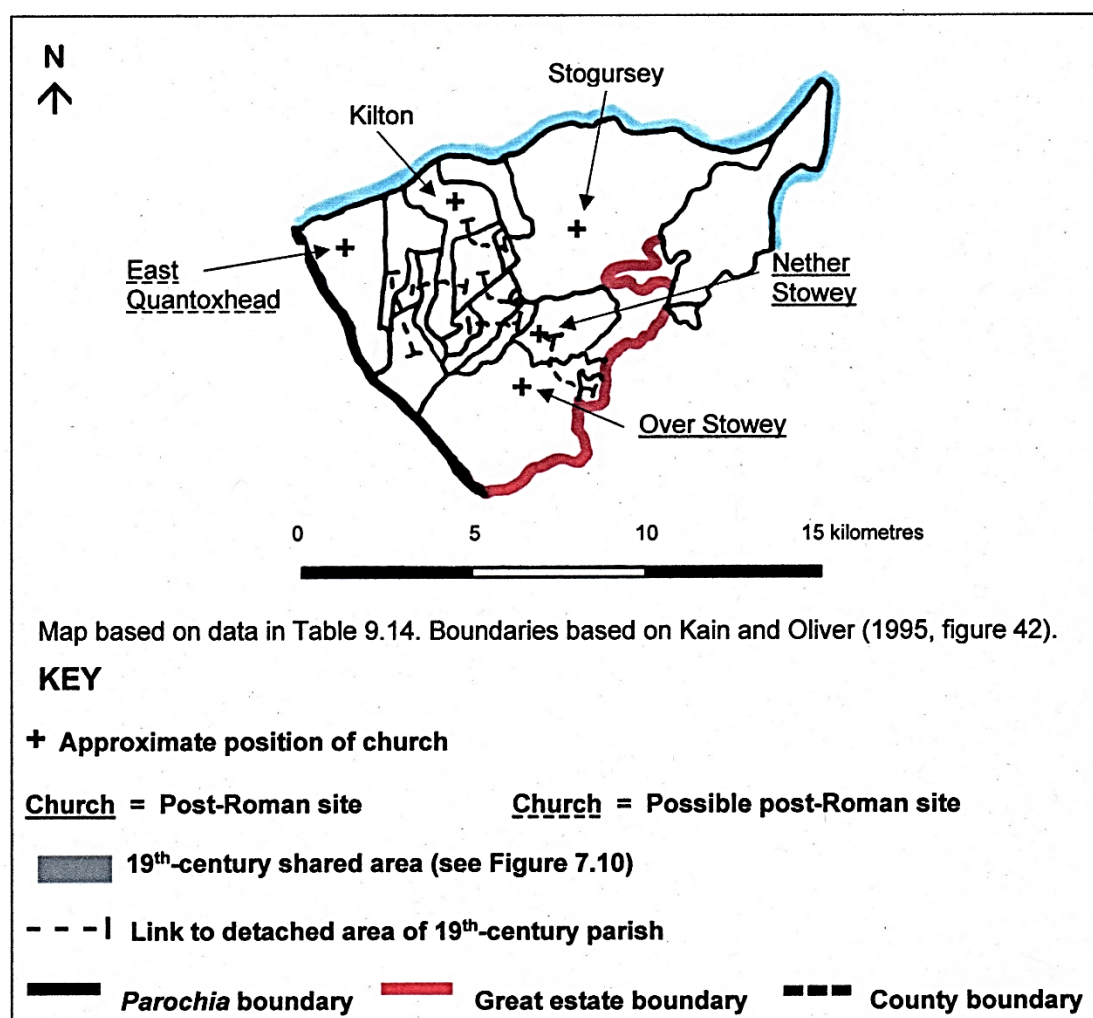 N
Stogursey
Kilton
East
Quantoxhead
Nether
Stowey
Over Stowey
0 5 10 15 kilometres
Map based on data in Table 9.14. Boundaries based on Kain and Oliver (1995, figure 42).
KEY
+ Approximate position of church
Church = Post-Roman site Church = Possible post-Roman site
19th-century shared area (see Figure 7.10)
Link to detached area of 19th-century parish
Parochia boundary Great estate boundary County boundary